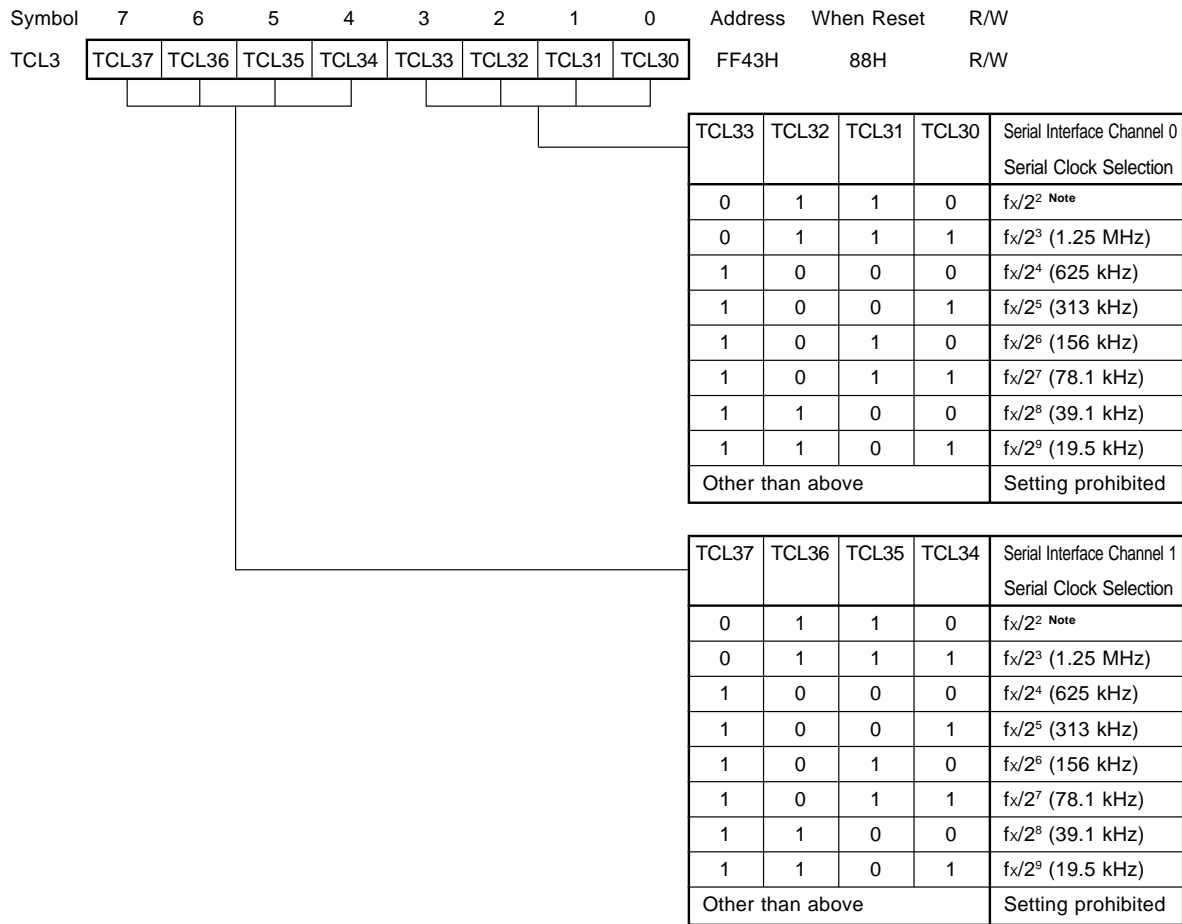 Symbol 7 6 5 4 3 2 1 0 Address When Reset R/W
TCL3 TCL37 TCL36 TCL35 TCL34 TCL33 TCL32 TCL31 TCL30 FF43H 88H R/W
TCL33 TCL32 TCL31 TCL30 Serial Interface Channel 0
Serial Clock Selection
0 1 1 0 fx/2² Note
0 1 1 1 fx/2³ (1.25 MHz)
1 0 0 0 fx/2⁴ (625 kHz)
1 0 0 1 fx/2⁵ (313 kHz)
1 0 1 0 fx/2⁶ (156 kHz)
1 0 1 1 fx/2⁷ (78.1 kHz)
1 1 0 0 fx/2⁸ (39.1 kHz)
1 1 0 1 fx/2⁹ (19.5 kHz)
Other than above Setting prohibited
TCL37 TCL36 TCL35 TCL34 Serial Interface Channel 1
Serial Clock Selection
0 1 1 0 fx/2² Note
0 1 1 1 fx/2³ (1.25 MHz)
1 0 0 0 fx/2⁴ (625 kHz)
1 0 0 1 fx/2⁵ (313 kHz)
1 0 1 0 fx/2⁶ (156 kHz)
1 0 1 1 fx/2⁷ (78.1 kHz)
1 1 0 0 fx/2⁸ (39.1 kHz)
1 1 0 1 fx/2⁹ (19.5 kHz)
Other than above Setting prohibited